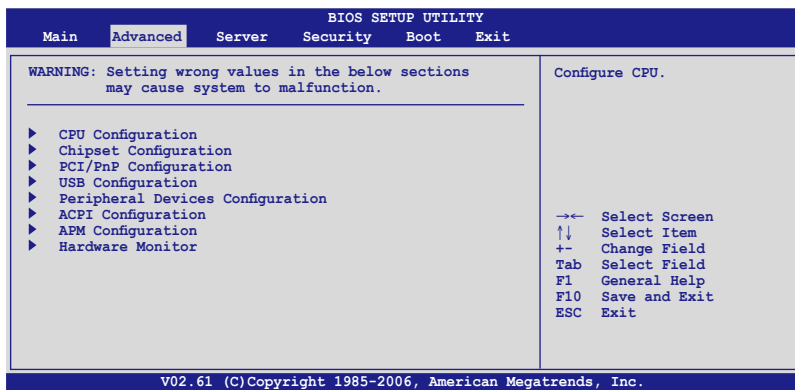 BIOS SETUP UTILITY
Main Advanced Server Security Boot Exit
WARNING: Setting wrong values in the below sections
may cause system to malfunction.
CPU Configuration
Chipset Configuration
PCI/PnP Configuration
USB Configuration
Peripheral Devices Configuration
ACPI Configuration
APM Configuration
Hardware Monitor
Configure CPU.
→← Select Screen
↑↓ Select Item
+- Change Field
Tab Select Field
F1 General Help
F10 Save and Exit
ESC Exit
V02.61 (C)Copyright 1985-2006, American Megatrends, Inc.